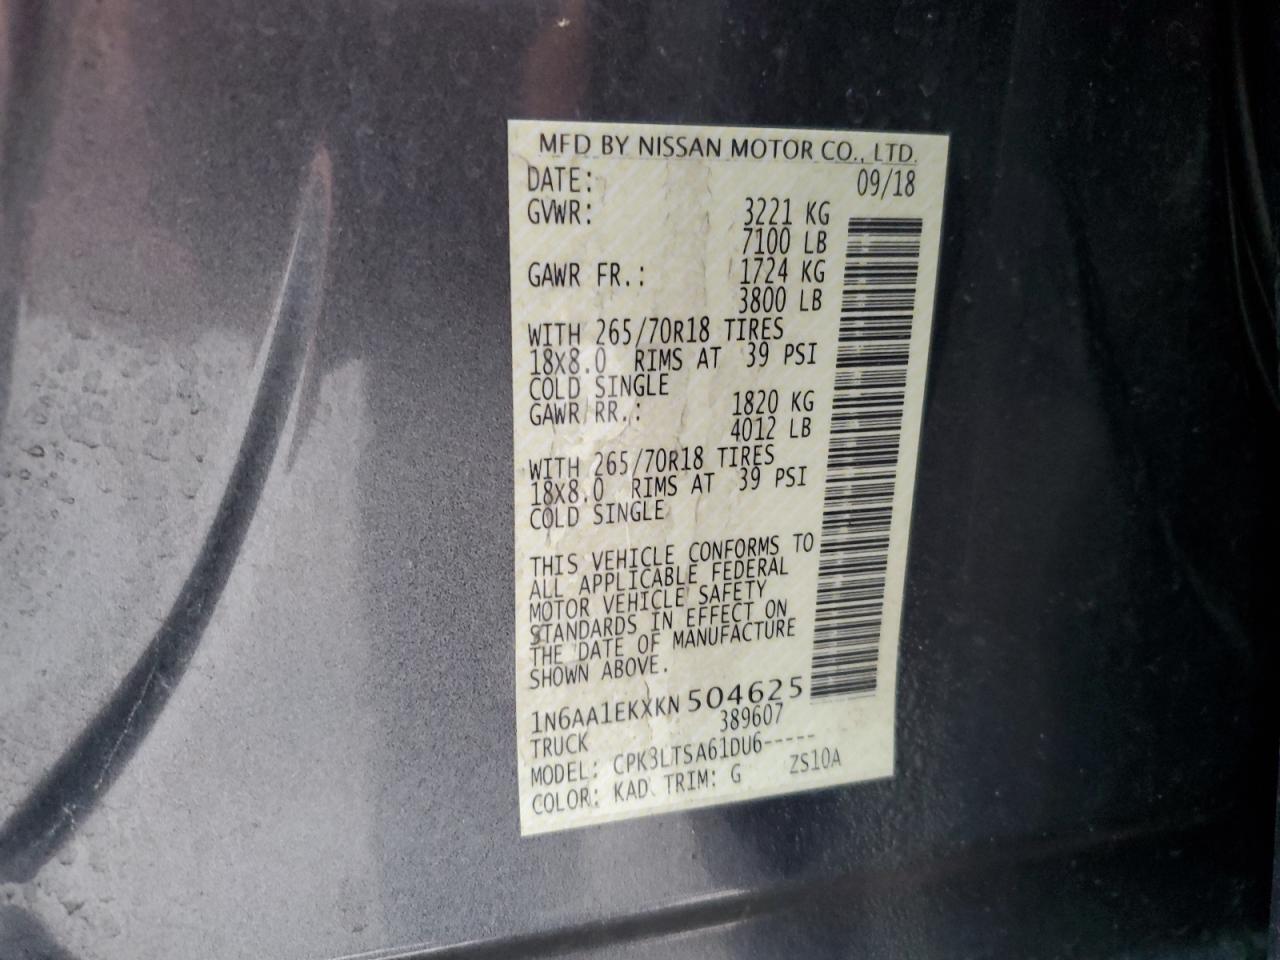 MFD BY NISSAN MOTOR CO., LTD.
DATE: 09/18
GVWR: 3221 KG
7100 LB
GAWR FR.: 1724 KG
3800 LB
WITH 265/70R18 TIRES
18X8.0 RIMS AT 39 PSI
COLD SINGLE
GAWR RR.: 1820 KG
4012 LB
WITH 265/70R18 TIRES
18X8.0 RIMS AT 39 PSI
COLD SINGLE
THIS VEHICLE CONFORMS TO
ALL APPLICABLE FEDERAL
MOTOR VEHICLE SAFETY
STANDARDS IN EFFECT ON
THE DATE OF MANUFACTURE
SHOWN ABOVE.
1N6AA1EKXKN504625
TRUCK 389607
MODEL: CPK3LTSA61DU6-----
COLOR: KAD TRIM: G ZS10A